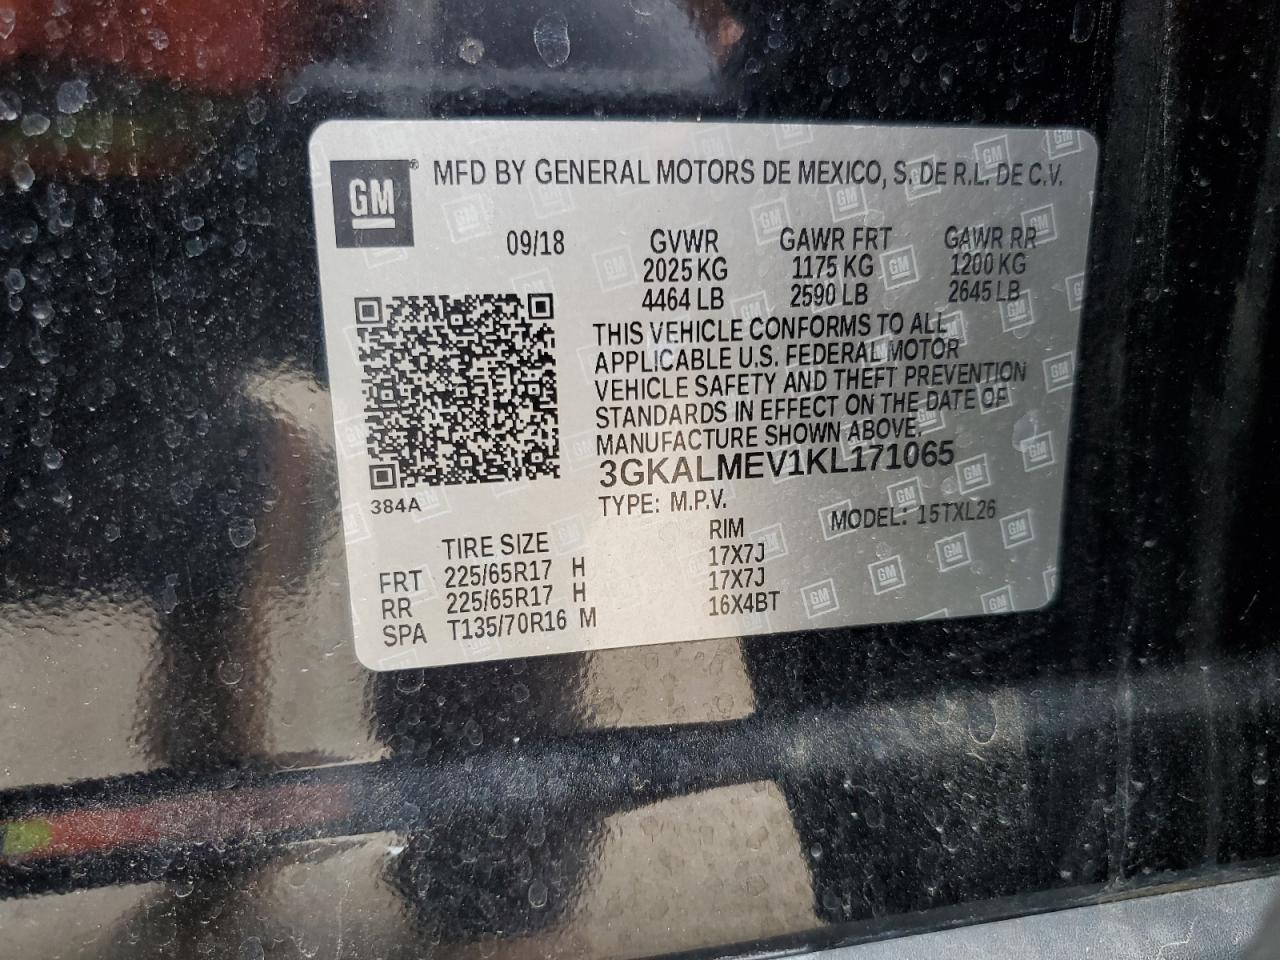 GM ® MFD BY GENERAL MOTORS DE MEXICO, S. DE R.L. DE C.V.
09/18 GVWR GAWR FRT GAWR RR
2025 KG 1175 KG 1200 KG
4464 LB 2590 LB 2645 LB
THIS VEHICLE CONFORMS TO ALL
APPLICABLE U.S. FEDERAL MOTOR
VEHICLE SAFETY AND THEFT PREVENTION
STANDARDS IN EFFECT ON THE DATE OF
MANUFACTURE SHOWN ABOVE.
3GKALMEV1KL171065
384A
TYPE: M.P.V. MODEL: 15TXL26
TIRE SIZE RIM
FRT 225/65R17 H 17X7J
RR 225/65R17 H 17X7J
SPA T135/70R16 M 16X4BT